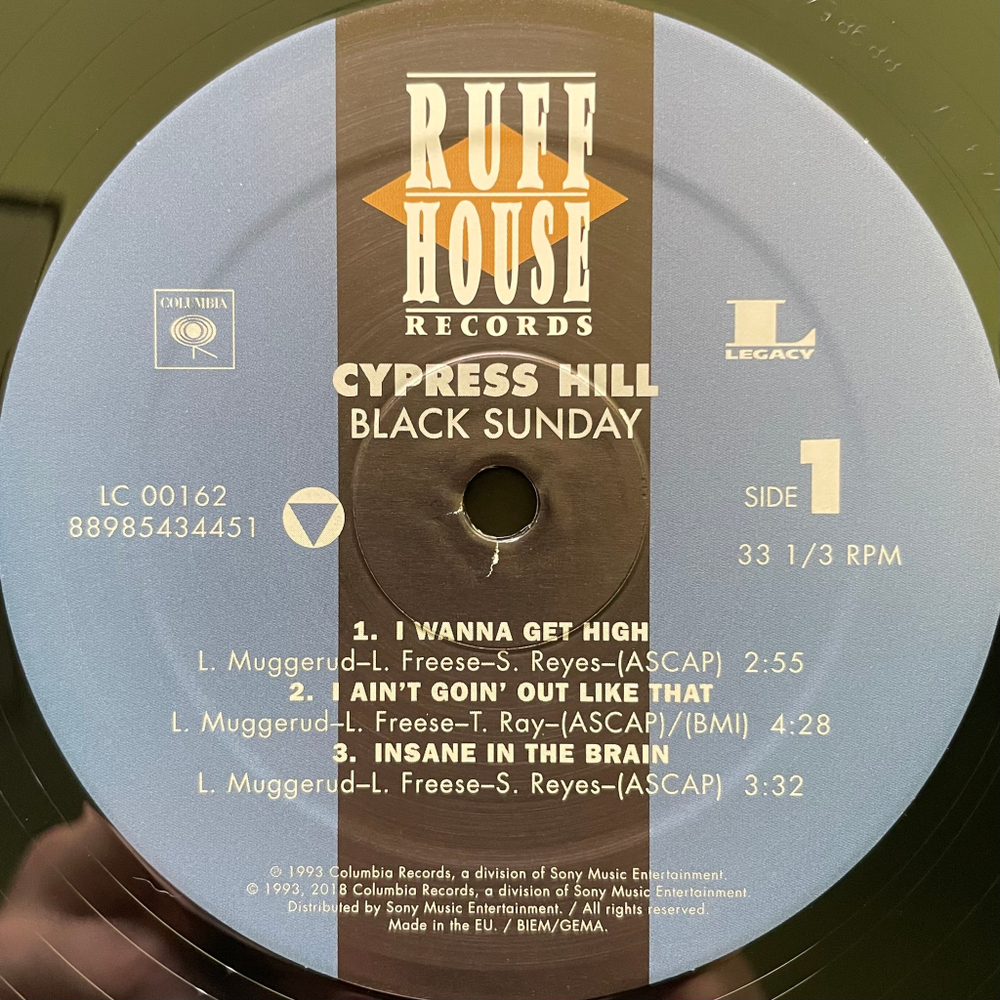 RUFF
HOUSE
RECORDS
COLUMBIA
L
LEGACY
CYPRESS HILL
BLACK SUNDAY
LC 00162
88985434451
SIDE 1
33 1/3 RPM
1. I WANNA GET HIGH
L. Muggerud–L. Freese–S. Reyes–(ASCAP) 2:55
2. I AIN'T GOIN' OUT LIKE THAT
L. Muggerud–L. Freese–T. Ray–(ASCAP)/(BMI) 4:28
3. INSANE IN THE BRAIN
L. Muggerud–L. Freese–S. Reyes–(ASCAP) 3:32
℗ 1993 Columbia Records, a division of Sony Music Entertainment.
© 1993, 2018 Columbia Records, a division of Sony Music Entertainment.
Distributed by Sony Music Entertainment. / All rights reserved.
Made in the EU. / BIEM/GEMA.